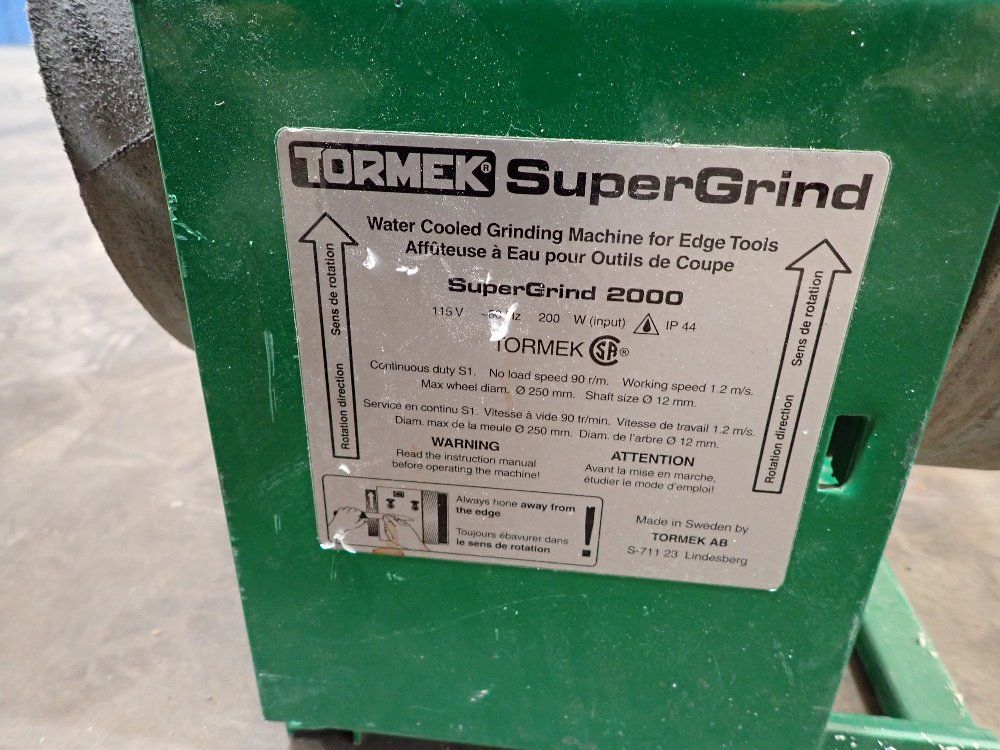 TORMEK® SuperGrind
Water Cooled Grinding Machine for Edge Tools
Affûteuse à Eau pour Outils de Coupe
SuperGrind 2000
115 V ~ Hz 200 W (input) IP 44
TORMEK SA®
Continuous duty S1. No load speed 90 r/m. Working speed 1.2 m/s.
Max wheel diam. Ø 250 mm. Shaft size Ø 12 mm.
Service en continu S1. Vitesse à vide 90 tr/min. Vitesse de travail 1.2 m/s.
Diam. max de la meule Ø 250 mm. Diam. de l'arbre Ø 12 mm.
WARNING
Read the instruction manual
before operating the machine!
ATTENTION
Avant la mise en marche,
étudier le mode d'emploi!
Always hone away from
the edge
Toujours ébavurer dans
le sens de rotation
!
Made in Sweden by
TORMEK AB
S-711 23 Lindesberg
Rotation direction Sens de rotation
Rotation direction Sens de rotation